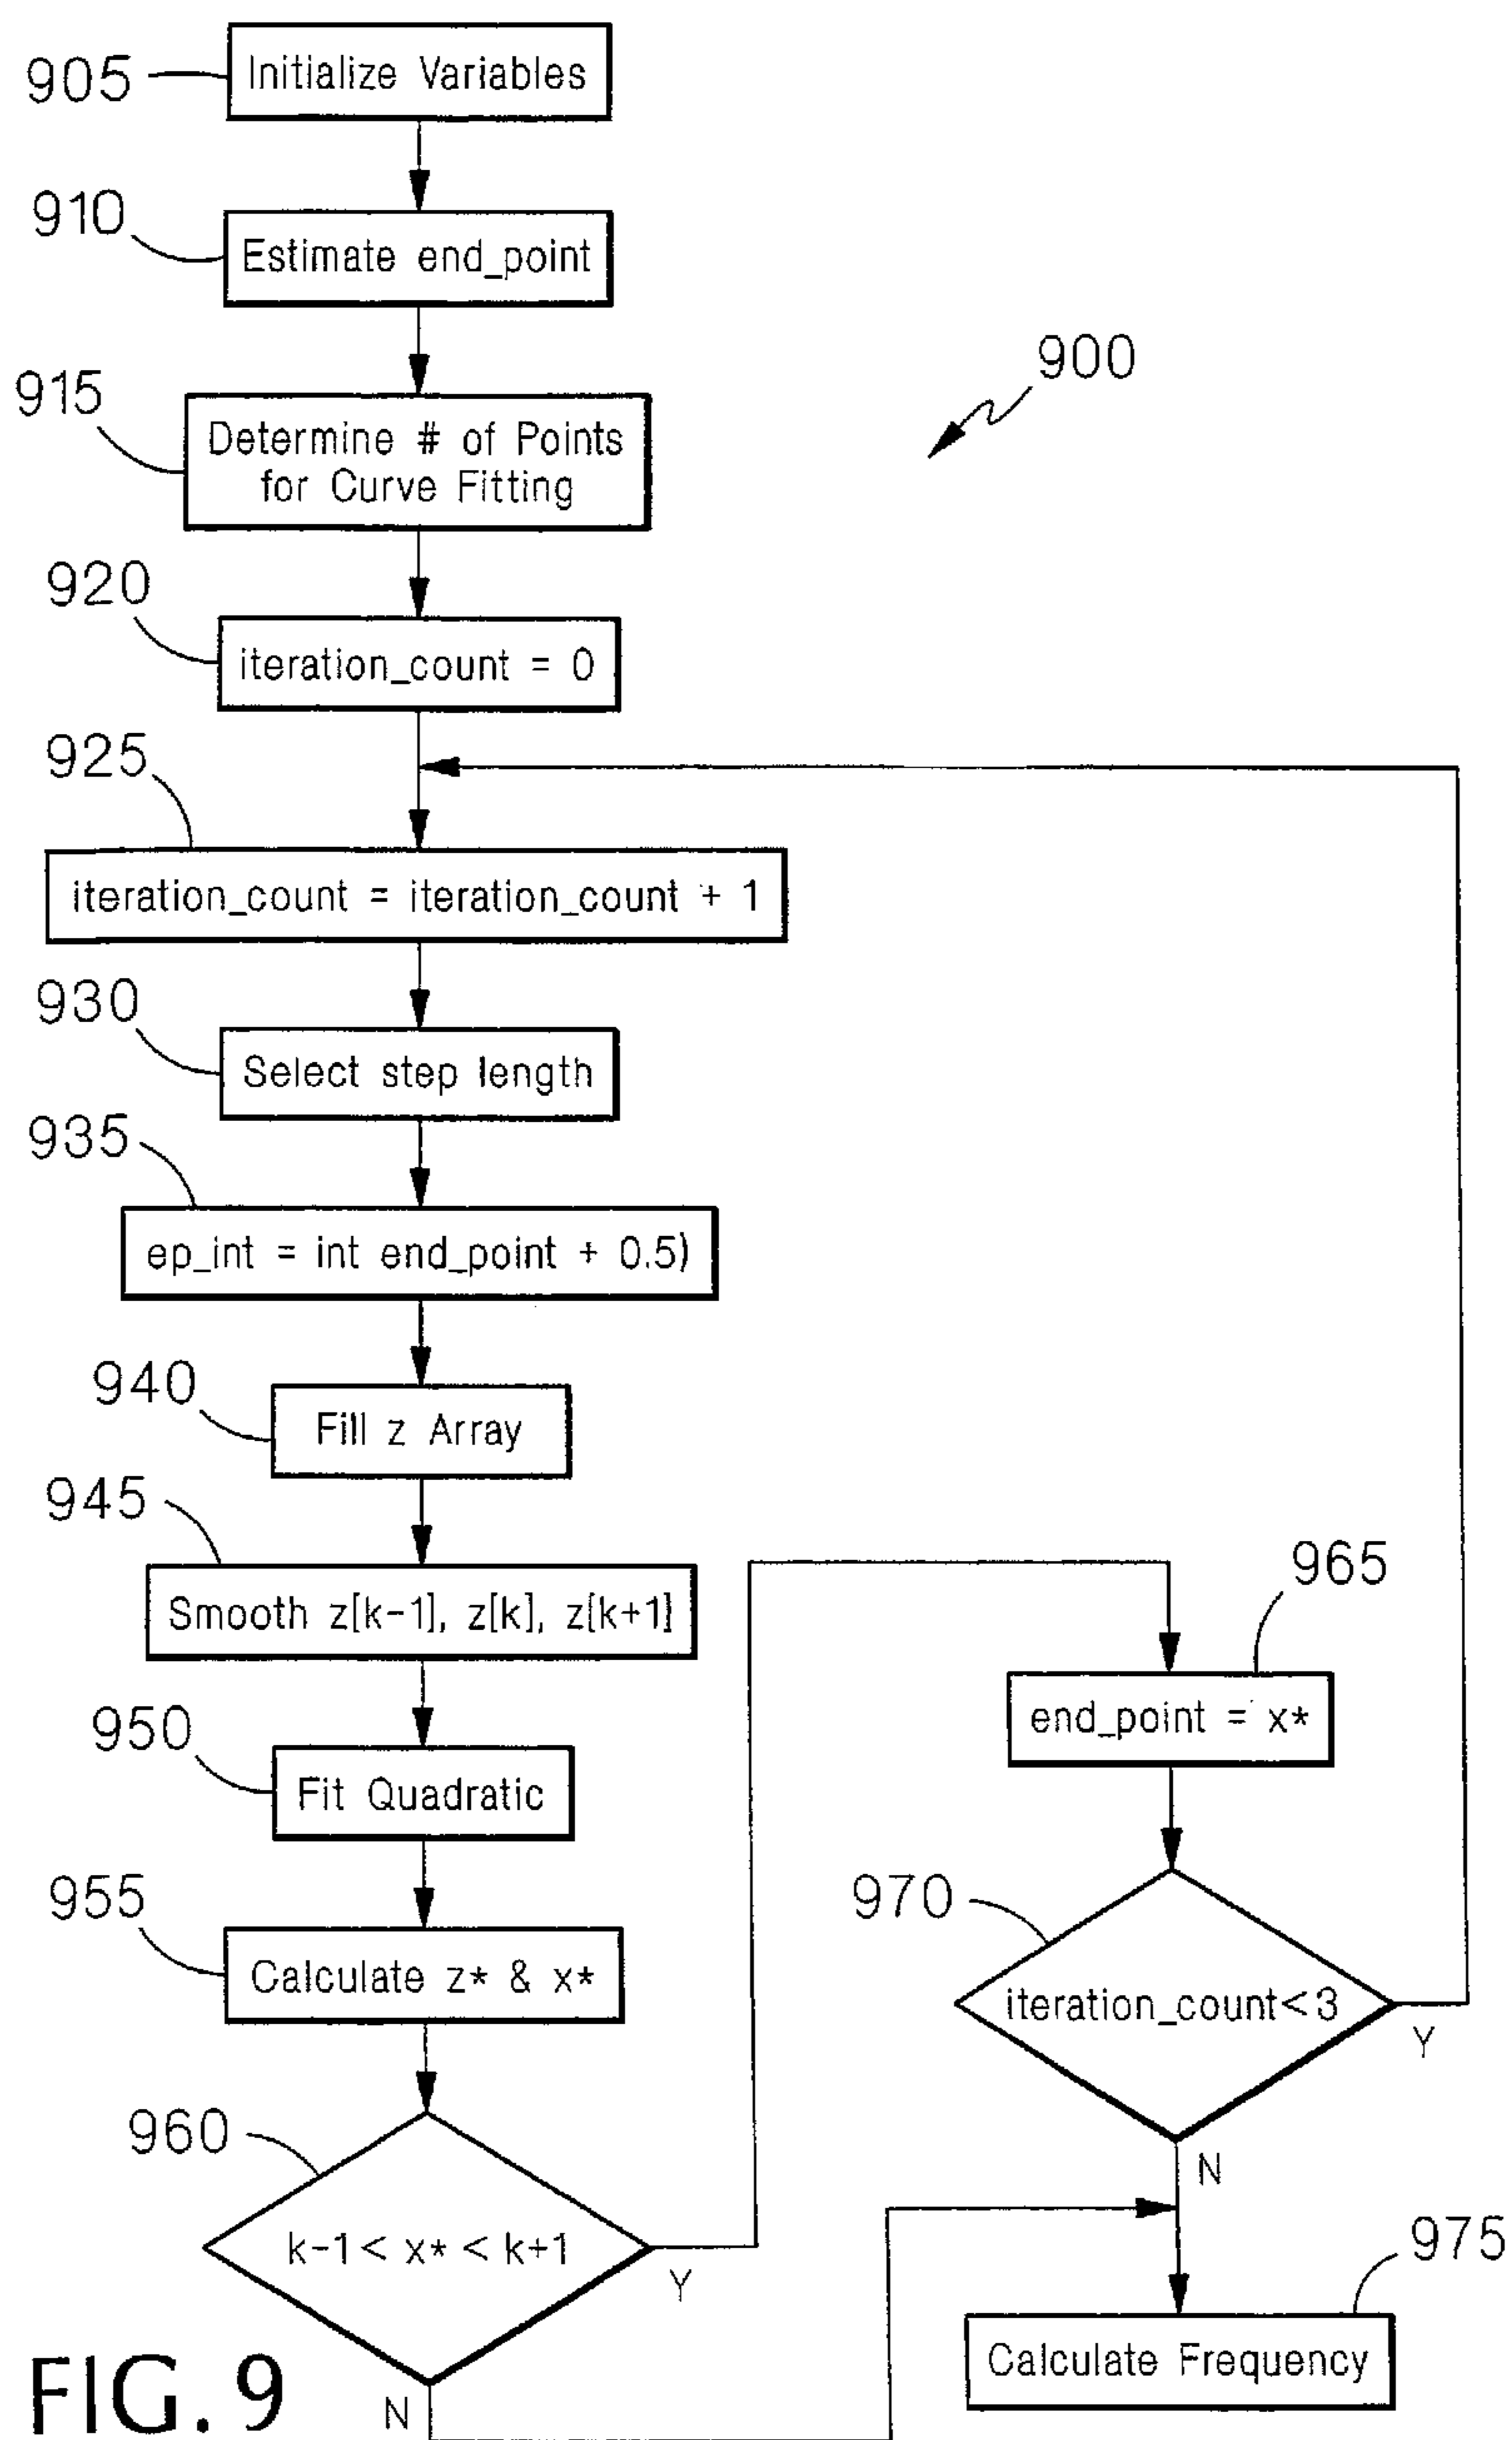 905
Initialize Variables
910
Estimate end_point
900
915
Determine # of Points
for Curve Fitting
920
iteration_count = 0
925
iteration_count = iteration_count + 1
930
Select step length
935
ep_int = int end_point + 0.5)
940
Fill z Array
945
Smooth z[k-1], z[k], z[k+1]
950
Fit Quadratic
955
Calculate z* & x*
960
k-1 < x* < k+1
Y
N
965
end_point = x*
970
iteration_count<3
Y
N
975
Calculate Frequency
FIG. 9